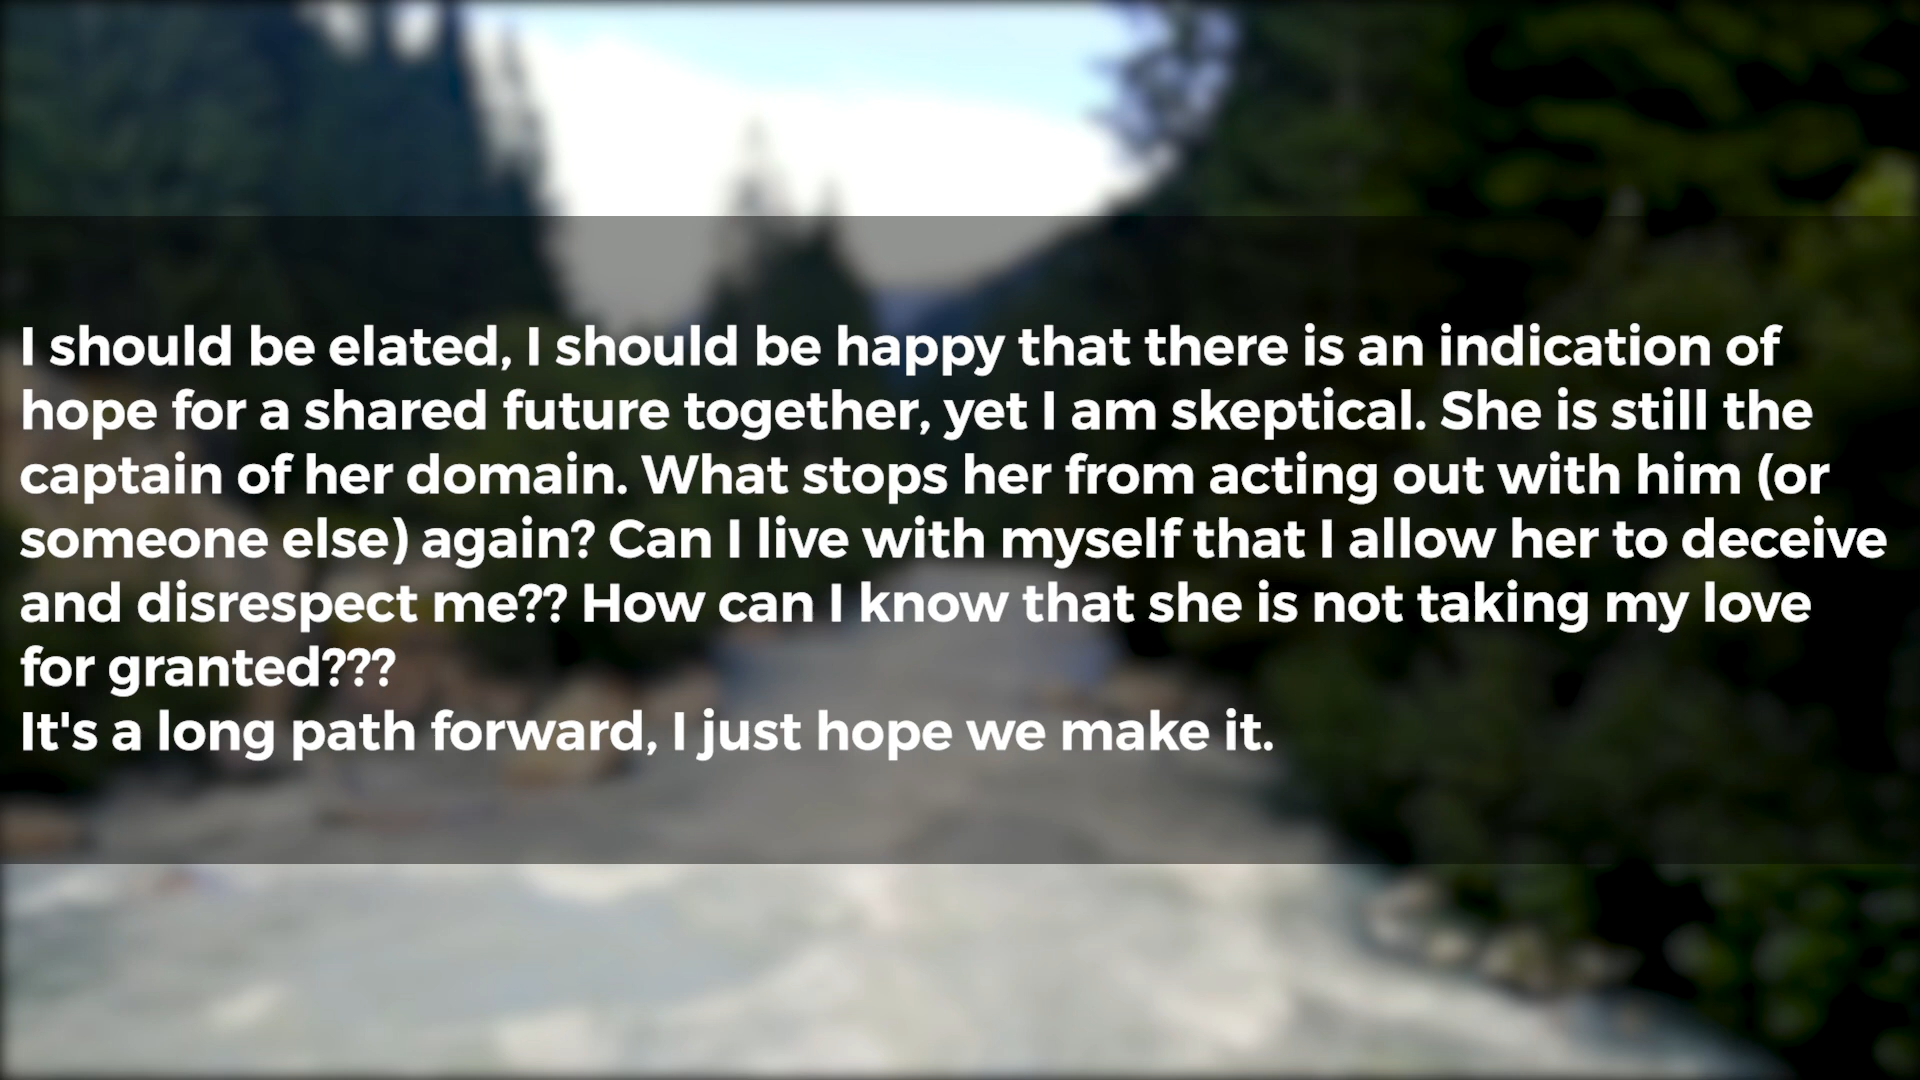 I should be elated, I should be happy that there is an indication of
hope for a shared future together, yet I am skeptical. She is still the
captain of her domain. What stops her from acting out with him (or
someone else) again? Can I live with myself that I allow her to deceive
and disrespect me?? How can I know that she is not taking my love
for granted???
It's a long path forward, I just hope we make it.